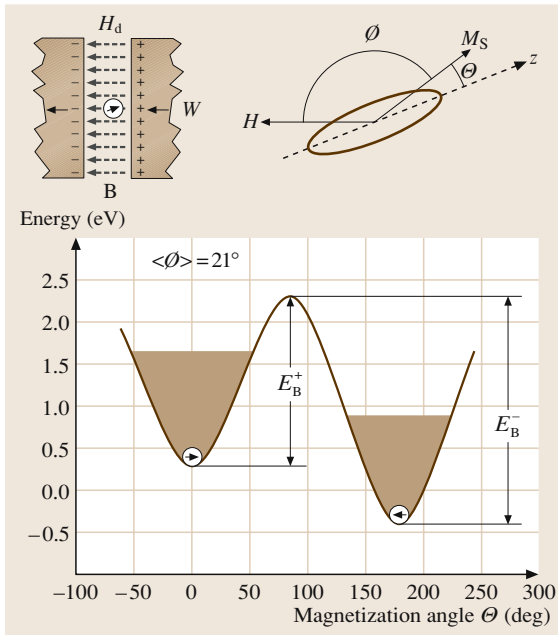 H_d
− +
− +
− +
− +
− +
− +
− +
− + W
− +
− +
− +
− +
B
Ø M_S
Θ z
H
Energy (eV)
<Ø> = 21°
2.5
2.0
1.5
1.0
0.5
0.0
−0.5
E_B^+
E_B^−
−100 −50 0 50 100 150 200 250 300
Magnetization angle Θ (deg)